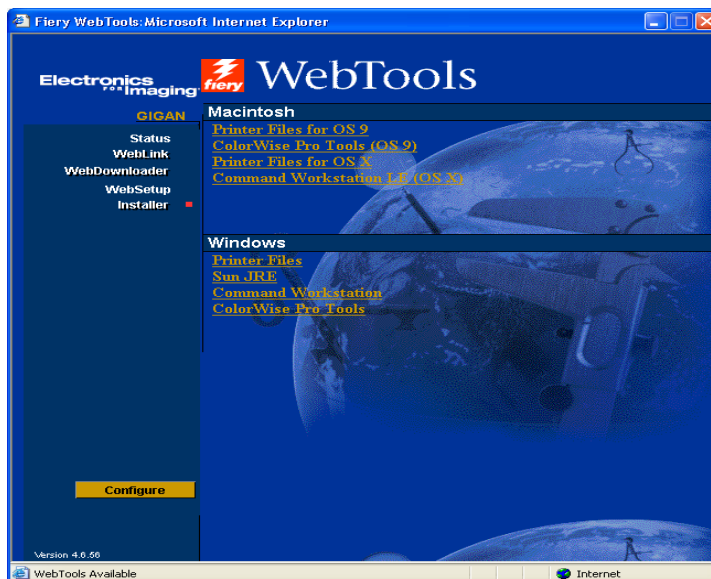 Fiery WebTools:Microsoft Internet Explorer
Electronics
FOR Imaging
fiery
WebTools
GIGAN
Status
WebLink
WebDownloader
WebSetup
Installer
Macintosh
Printer Files for OS 9
ColorWise Pro Tools (OS 9)
Printer Files for OS X
Command Workstation LE (OS X)
Windows
Printer Files
Sun JRE
Command Workstation
ColorWise Pro Tools
Configure
Version 4.6.56
WebTools Available
Internet